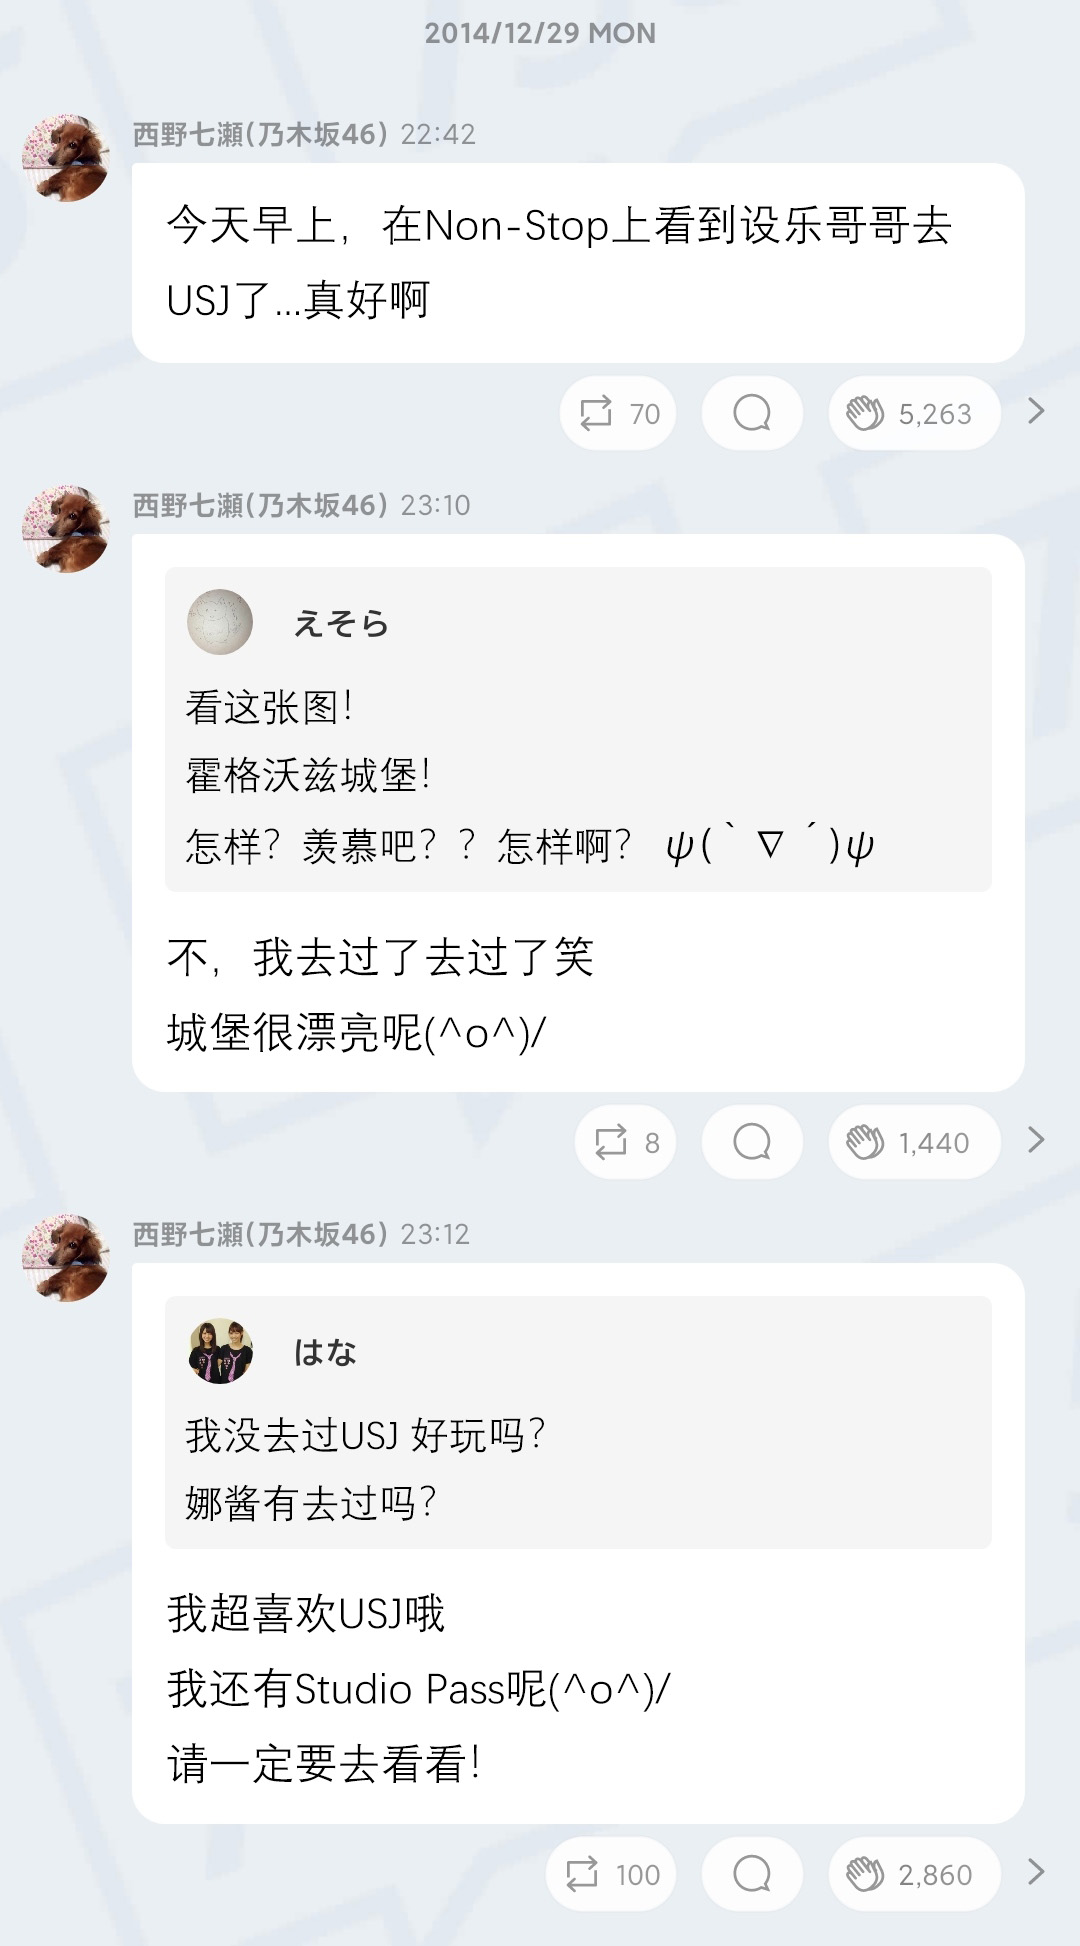 2014/12/29 MON
西野七瀬(乃木坂46) 22:42
今天早上，在Non-Stop上看到设乐哥哥去
USJ了...真好啊
70
5,263
西野七瀬(乃木坂46) 23:10
えそら
看这张图！
霍格沃兹城堡！
怎样？羡慕吧？？怎样啊？ ψ(｀▽´)ψ
不，我去过了去过了笑
城堡很漂亮呢(^o^)/
8
1,440
西野七瀬(乃木坂46) 23:12
はな
我没去过USJ 好玩吗？
娜酱有去过吗？
我超喜欢USJ哦
我还有Studio Pass呢(^o^)/
请一定要去看看！
100
2,860